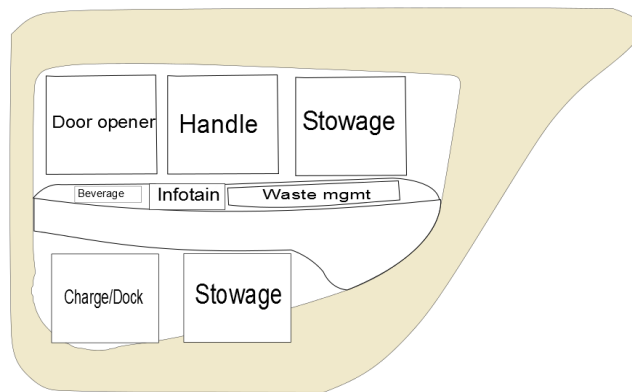 Door opener
Handle
Stowage
Beverage
Infotain
Waste mgmt
Charge/Dock
Stowage